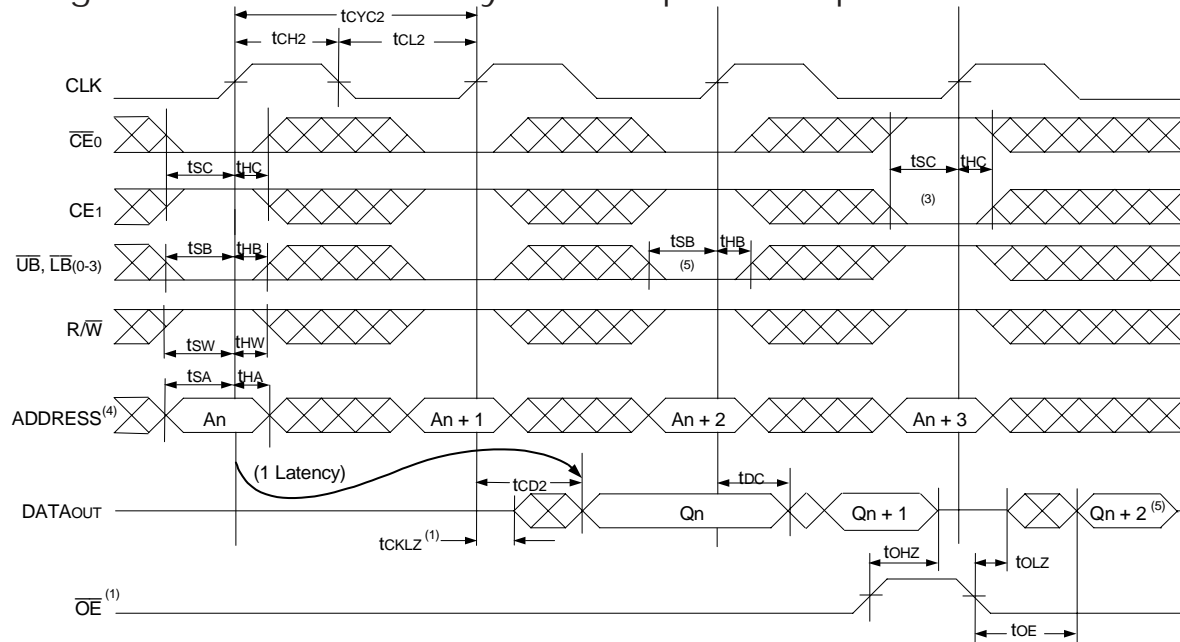 tCYC2
tCH2 tCL2
CLK
CE0
tSC tHC tSC tHC
(3)
CE1
tSB tHB tSB tHB
UB, LB(0-3)
(5)
R/W
tSW tHW
tSA tHA
ADDRESS(4) An An + 1 An + 2 An + 3
(1 Latency)
tCD2 tDC
DATAOUT Qn Qn + 1 Qn + 2 (5)
tCKLZ (1)
tOHZ tOLZ
OE (1)
tOE